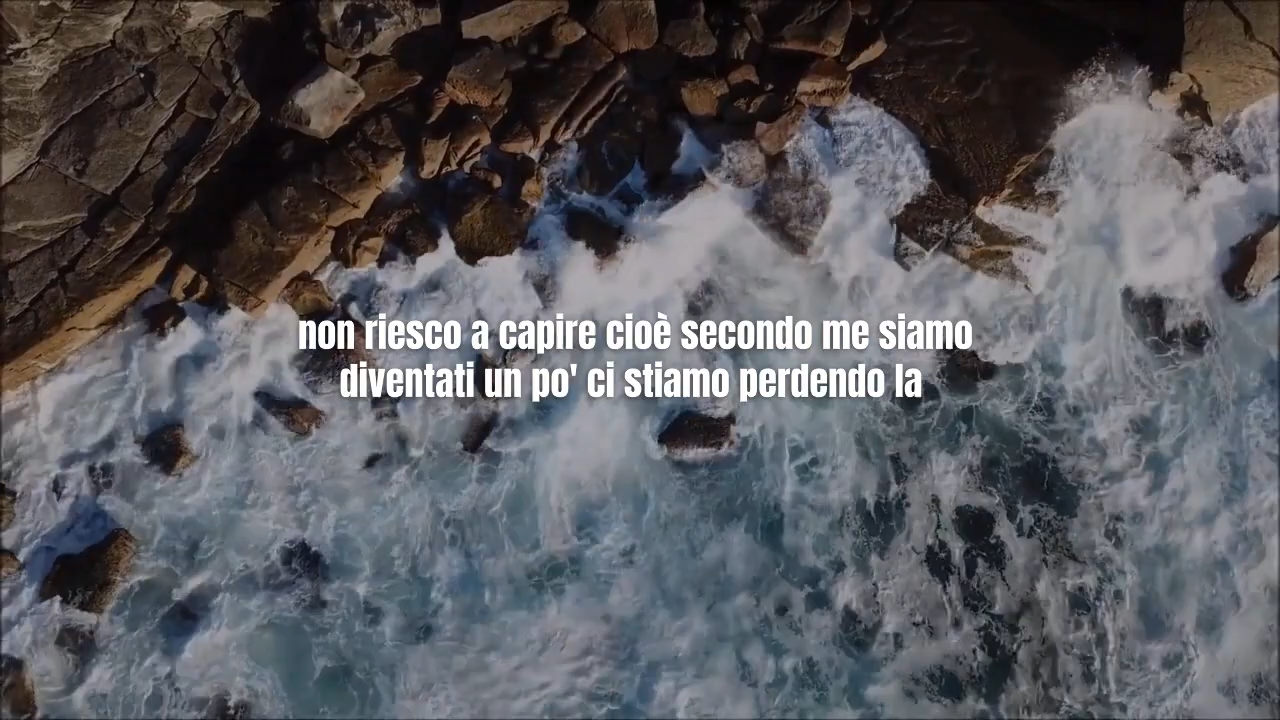 non riesco a capire cioè secondo me siamo
diventati un po' ci stiamo perdendo la